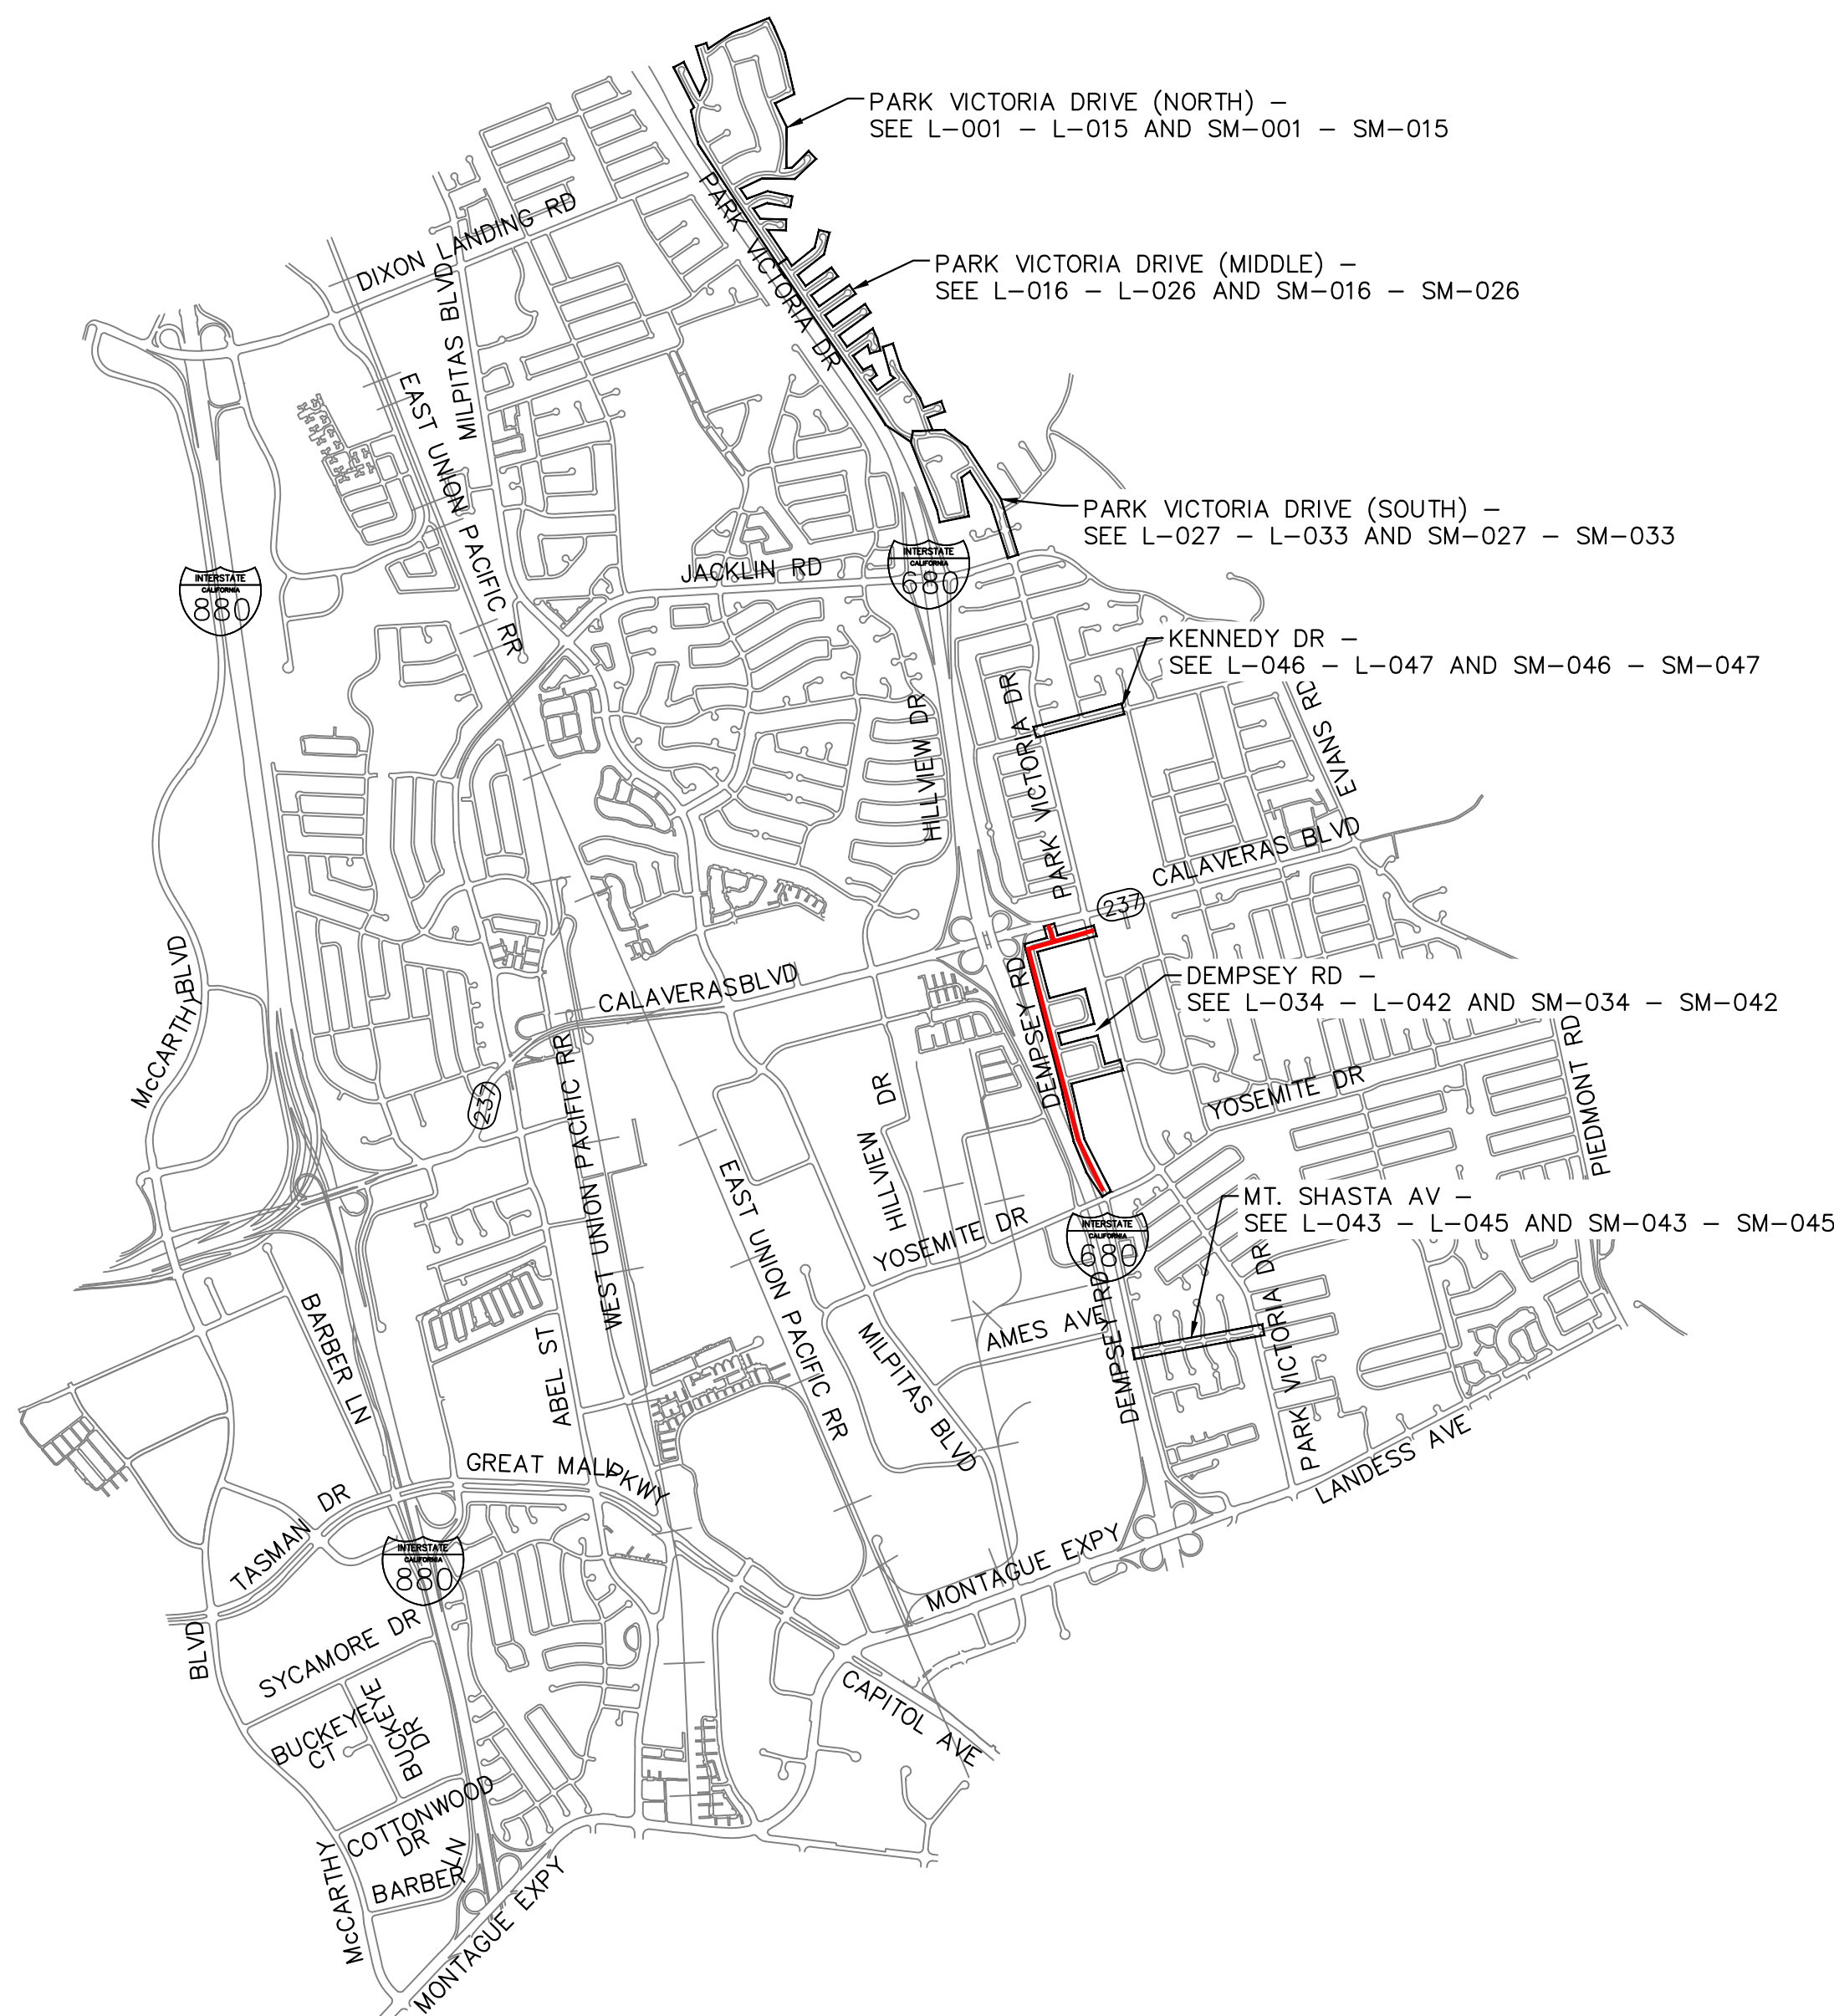 PARK VICTORIA DRIVE (NORTH) –
SEE L–001 – L–015 AND SM–001 – SM–015
PARK VICTORIA DR
DIXON LANDING RD
PARK VICTORIA DRIVE (MIDDLE) –
SEE L–016 – L–026 AND SM–016 – SM–026
MILPITAS BLVD
EAST UNION PACIFIC RR
PARK VICTORIA DRIVE (SOUTH) –
SEE L–027 – L–033 AND SM–027 – SM–033
INTERSTATE
CALIFORNIA
680
JACKLIN RD
INTERSTATE
CALIFORNIA
880
KENNEDY DR –
SEE L–046 – L–047 AND SM–046 – SM–047
HILLVIEW DR
PARK VICTORIA DR
EVANS RD
CALAVERAS BLVD
237
McCARTHY BLVD
DEMPSEY RD
DEMPSEY RD –
SEE L–034 – L–042 AND SM–034 – SM–042
CALAVERAS BLVD
237
WEST UNION PACIFIC RR
HILLVIEW DR
YOSEMITE DR
PIEDMONT RD
EAST UNION PACIFIC RR
MT. SHASTA AV –
SEE L–043 – L–045 AND SM–043 – SM–045
YOSEMITE DR
INTERSTATE
CALIFORNIA
680
BARBER LN
ABEL ST
MILPITAS BLVD
AMES AVE
DEMPSEY RD
PARK VICTORIA DR
LANDESS AVE
GREAT MALL PKWY
TASMAN DR
INTERSTATE
CALIFORNIA
880
MONTAGUE EXPY
SYCAMORE DR
McCARTHY BLVD
BUCKEYE CT
BUCKEYE DR
CAPITOL AVE
COTTONWOOD DR
BARBER LN
MONTAGUE EXPY